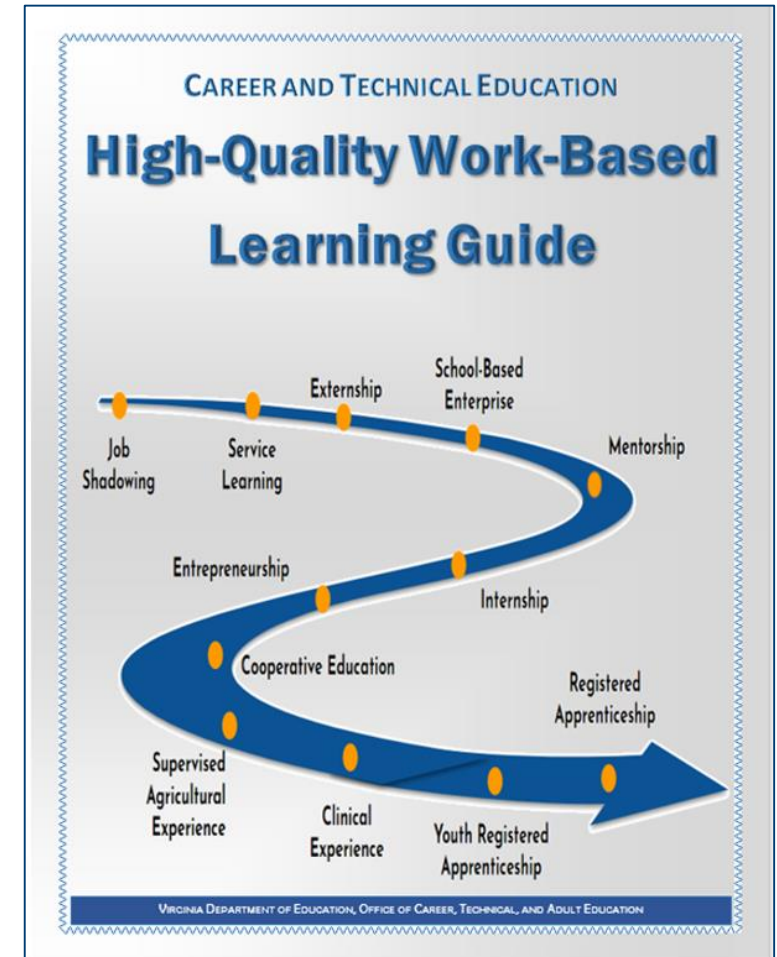 CAREER AND TECHNICAL EDUCATION
High-Quality Work-Based
Learning Guide
Job
Shadowing
Service
Learning
Externship
School-Based
Enterprise
Mentorship
Internship
Entrepreneurship
Cooperative Education
Supervised
Agricultural
Experience
Clinical
Experience
Youth Registered
Apprenticeship
Registered
Apprenticeship
VIRGINIA DEPARTMENT OF EDUCATION, OFFICE OF CAREER, TECHNICAL, AND ADULT EDUCATION